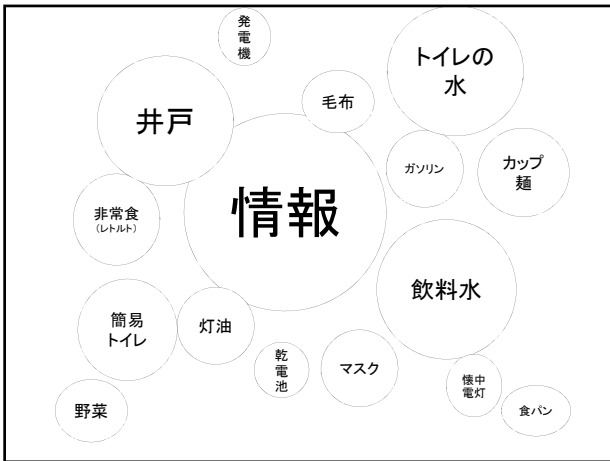 発
電
機
トイレの
水
井戸
毛布
ガソリン
カップ
麺
情報
非常食
(レトルト)
飲料水
簡易
トイレ
灯油
乾
電
池
マスク
懐中
電灯
野菜
食パン